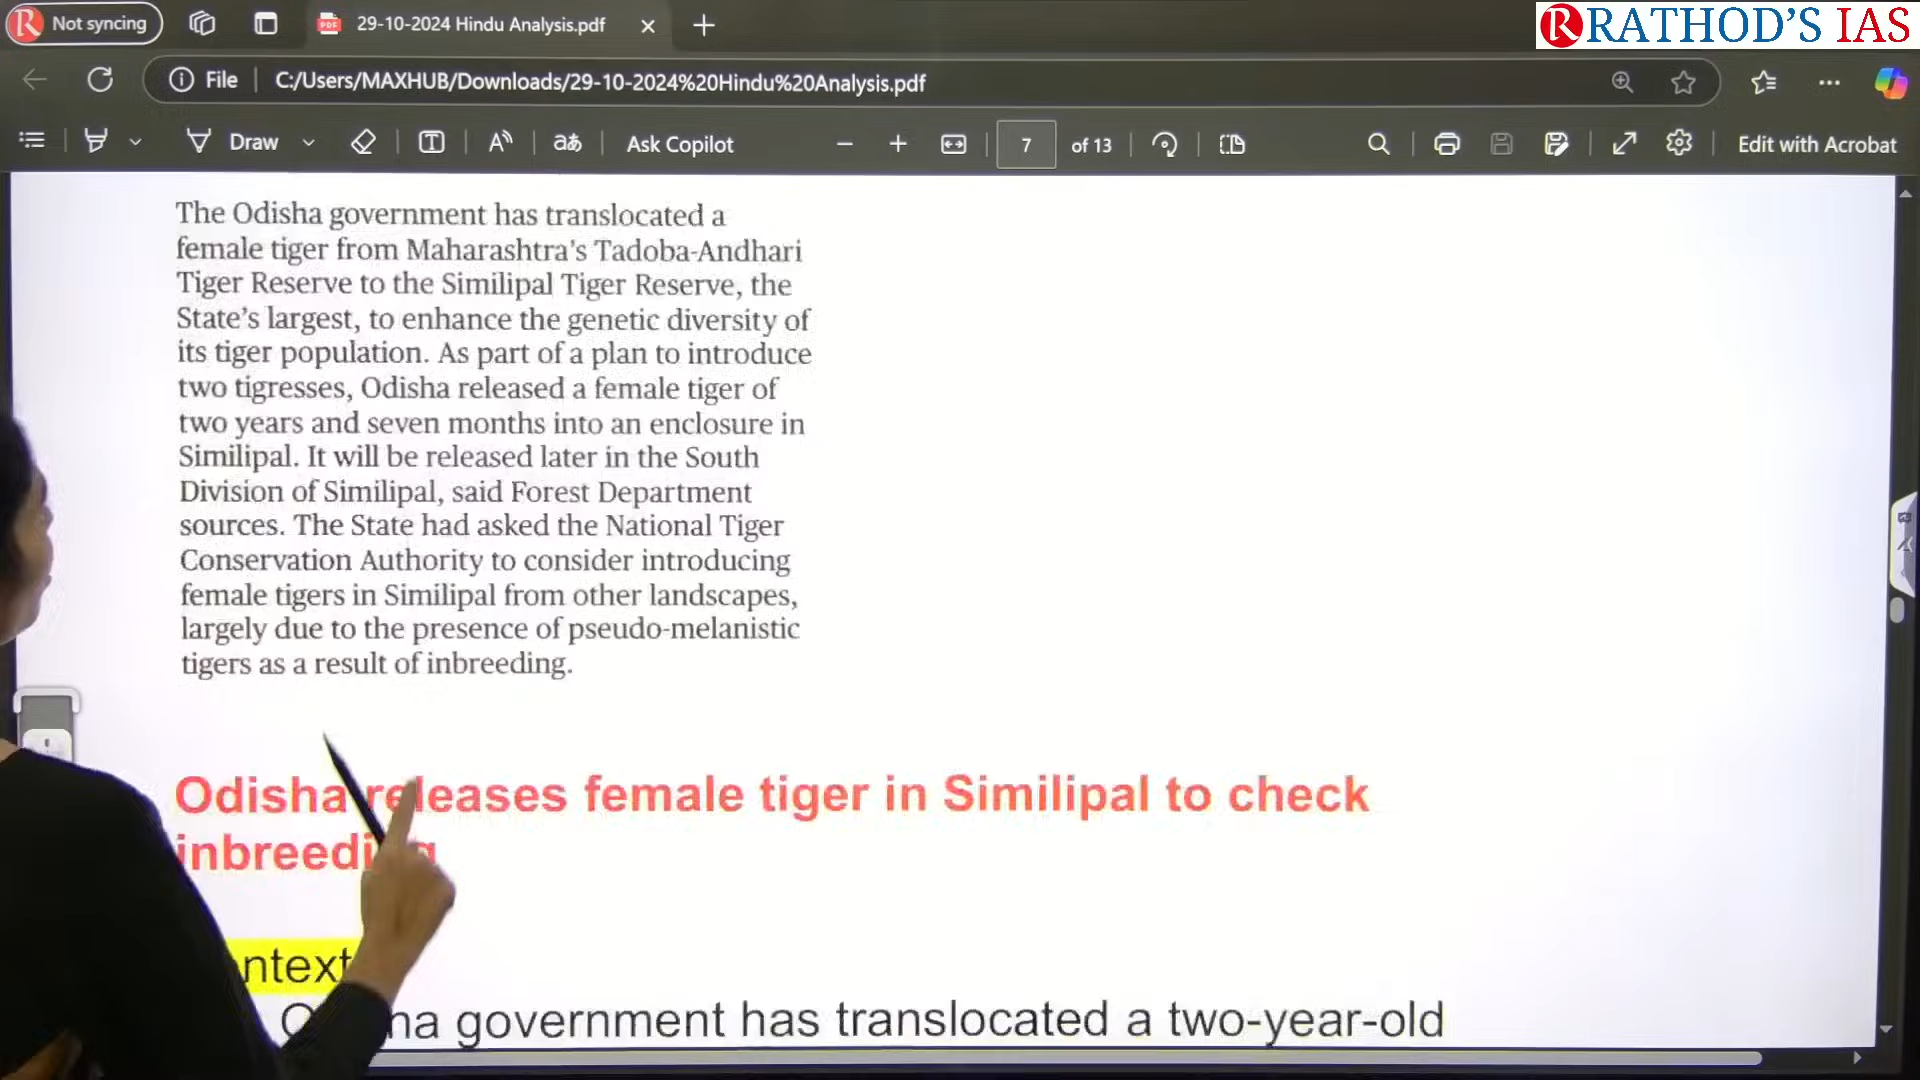 Not syncing
29-10-2024 Hindu Analysis.pdf
RATHOD'S IAS
File
C:/Users/MAXHUB/Downloads/29-10-2024%20Hindu%20Analysis.pdf
Draw
Ask Copilot
7 of 13
Edit with Acrobat
The Odisha government has translocated a
female tiger from Maharashtra's Tadoba-Andhari
Tiger Reserve to the Similipal Tiger Reserve, the
State's largest, to enhance the genetic diversity of
its tiger population. As part of a plan to introduce
two tigresses, Odisha released a female tiger of
two years and seven months into an enclosure in
Similipal. It will be released later in the South
Division of Similipal, said Forest Department
sources. The State had asked the National Tiger
Conservation Authority to consider introducing
female tigers in Similipal from other landscapes,
largely due to the presence of pseudo-melanistic
tigers as a result of inbreeding.
Odisha releases female tiger in Similipal to check
inbreeding
ntext
government has translocated a two-year-old